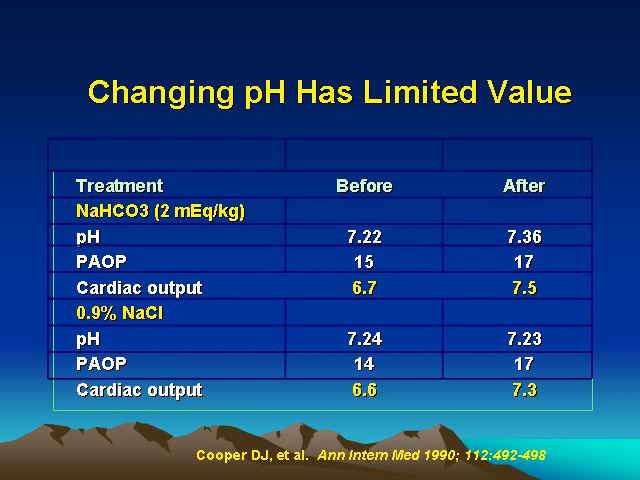 Changing pH Has Limited Value
Treatment Before After
NaHCO3 (2 mEq/kg)
pH 7.22 7.36
PAOP 15 17
Cardiac output 6.7 7.5
0.9% NaCl
pH 7.24 7.23
PAOP 14 17
Cardiac output 6.6 7.3
Cooper DJ, et al. Ann Intern Med 1990; 112:492-498